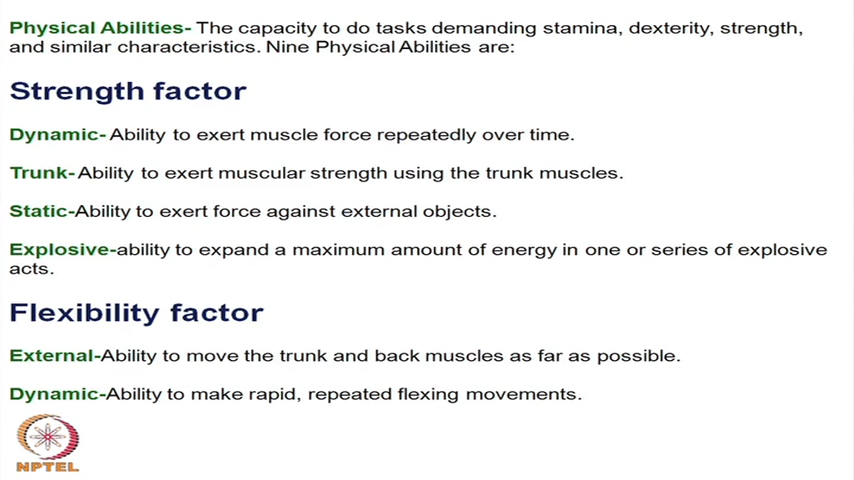 Physical Abilities- The capacity to do tasks demanding stamina, dexterity, strength,
and similar characteristics. Nine Physical Abilities are:
Strength factor
Dynamic- Ability to exert muscle force repeatedly over time.
Trunk- Ability to exert muscular strength using the trunk muscles.
Static-Ability to exert force against external objects.
Explosive-ability to expand a maximum amount of energy in one or series of explosive
acts.
Flexibility factor
External-Ability to move the trunk and back muscles as far as possible.
Dynamic-Ability to make rapid, repeated flexing movements.
NPTEL